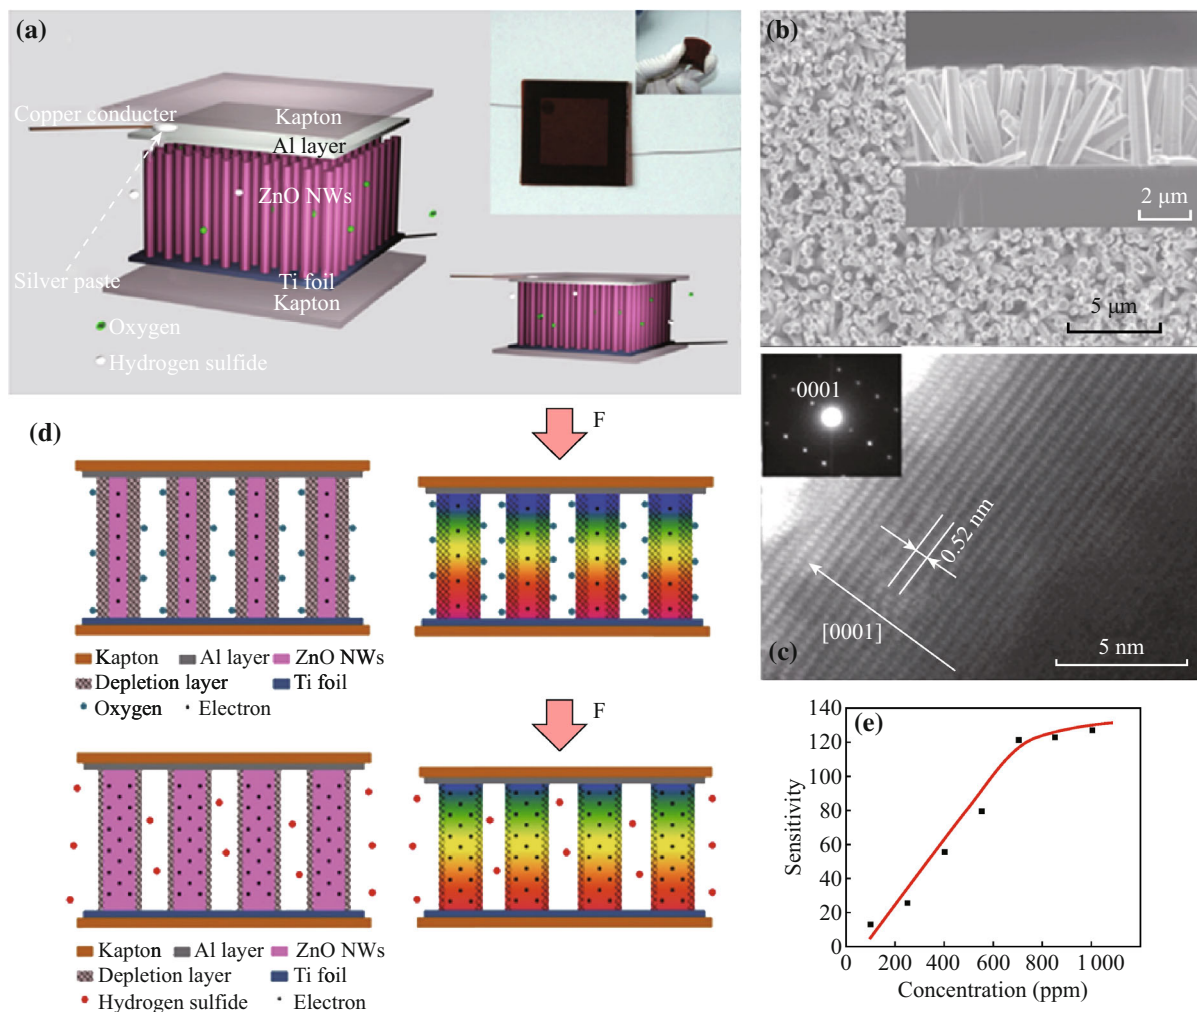 (a)
Copper conducter
Kapton
Al layer
ZnO NWs
Silver paste
Ti foil
Kapton
Oxygen
Hydrogen sulfide
(b)
2 μm
5 μm
0001
0.52 nm
[0001]
(c)
5 nm
(d)
F
Kapton Al layer ZnO NWs
Depletion layer Ti foil
Oxygen Electron
F
Kapton Al layer ZnO NWs
Depletion layer Ti foil
Hydrogen sulfide Electron
(e)
140
120
100
80
60
40
20
0
Sensitivity
0 200 400 600 800 1 000
Concentration (ppm)